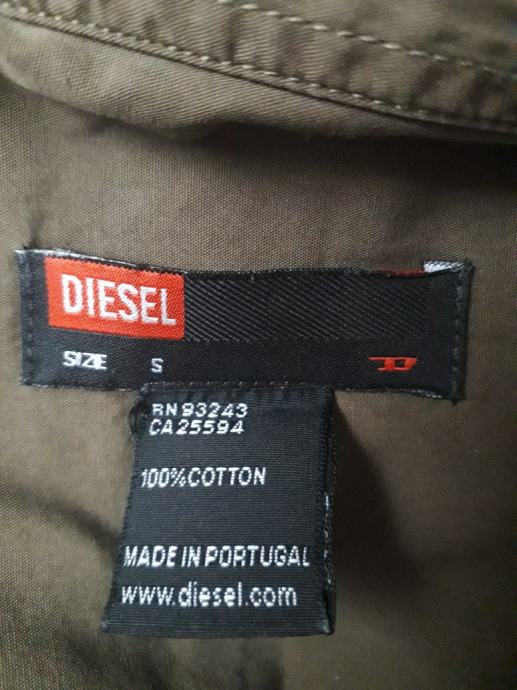 DIESEL
SIZE S
RN 93243
CA 25594
100% COTTON
MADE IN PORTUGAL
www.diesel.com